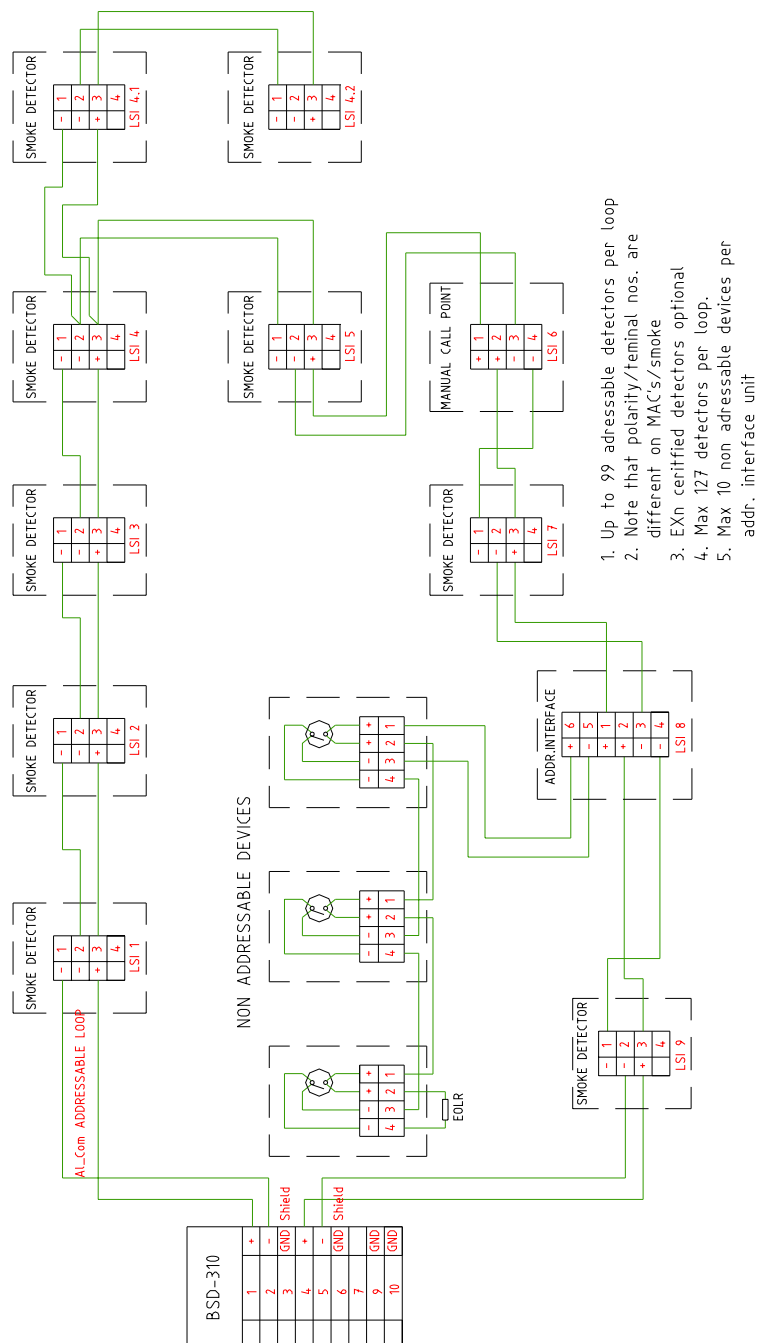 SMOKE DETECTOR
- 1
- 2
+ 3
4
LSI 1
SMOKE DETECTOR
- 1
- 2
+ 3
4
LSI 2
SMOKE DETECTOR
- 1
- 2
+ 3
4
LSI 3
SMOKE DETECTOR
- 1
- 2
+ 3
4
LSI 4
SMOKE DETECTOR
- 1
- 2
+ 3
4
LSI 4.1
AL_Com ADDRESSABLE LOOP
BSD-310
1 +
2 -
3 GND Shield
4 +
5 -
6 GND Shield
7
9 GND
10 GND
NON ADDRESSABLE DEVICES
- - + +
4 3 2 1
EOLR
- - + +
4 3 2 1
- - + +
4 3 2 1
SMOKE DETECTOR
- 1
- 2
+ 3
4
LSI 5
SMOKE DETECTOR
- 1
- 2
+ 3
4
LSI 4.2
SMOKE DETECTOR
- 1
- 2
+ 3
4
LSI 7
MANUAL CALL POINT
+ 1
+ 2
- 3
- 4
LSI 6
SMOKE DETECTOR
- 1
- 2
+ 3
4
LSI 9
ADDR.INTERFACE
+ 6
- 5
+ 1
+ 2
- 3
- 4
LSI 8
1. Up to 99 adressable detectors per loop
2. Note that polarity/teminal nos. are
different on MAC's/smoke
3. EXn ceritfied detectors optional
4. Max 127 detectors per loop.
5. Max 10 non adressable devices per
addr. interface unit